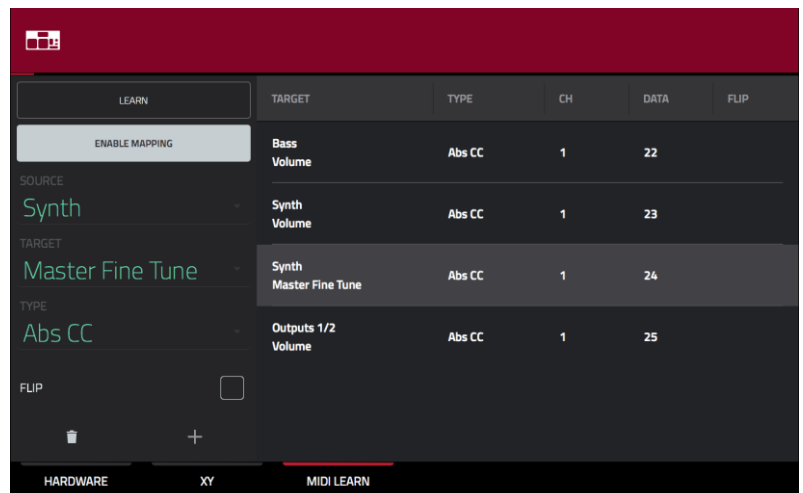 LEARN
ENABLE MAPPING
SOURCE
Synth
TARGET
Master Fine Tune
TYPE
Abs CC
FLIP
TARGET TYPE CH DATA FLIP
Bass
Volume Abs CC 1 22
Synth
Volume Abs CC 1 23
Synth
Master Fine Tune Abs CC 1 24
Outputs 1/2
Volume Abs CC 1 25
HARDWARE XY MIDI LEARN